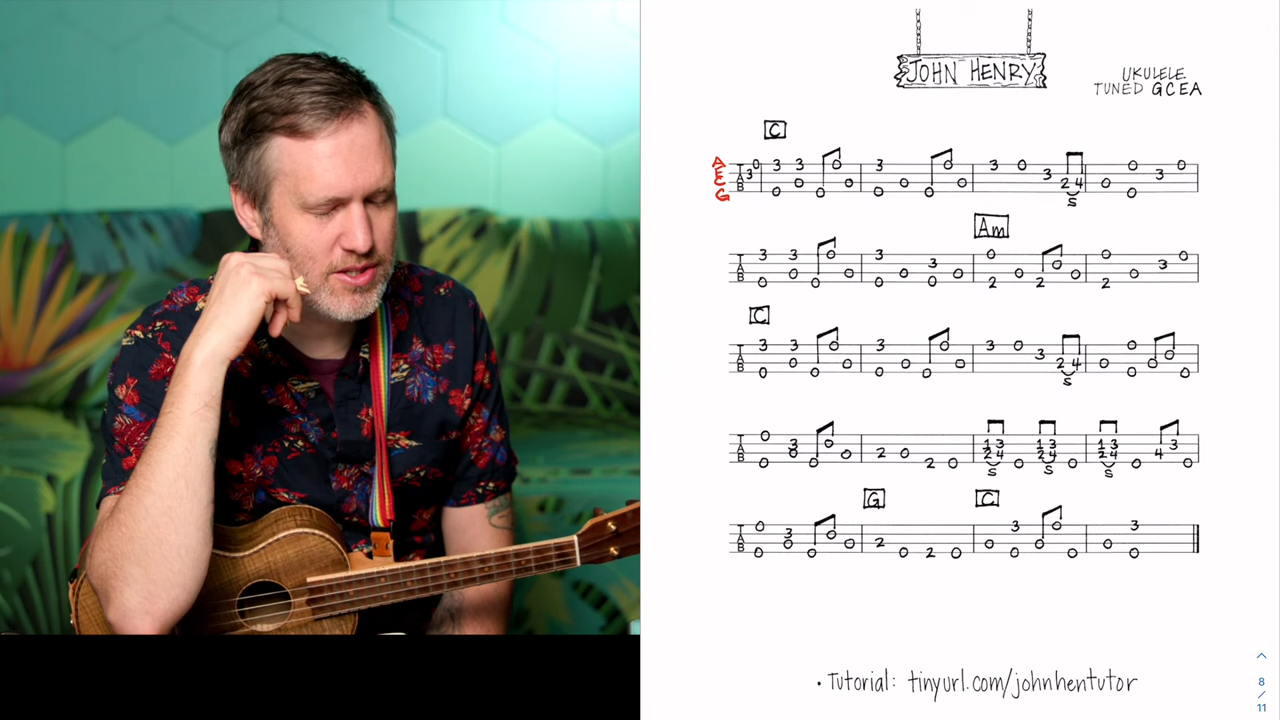 JOHN HENRY
UKULELE
TUNED GCEA
C
A
E
C
G
Am
C
G C
• Tutorial: tinyurl.com/johnhentutor
8
/
11